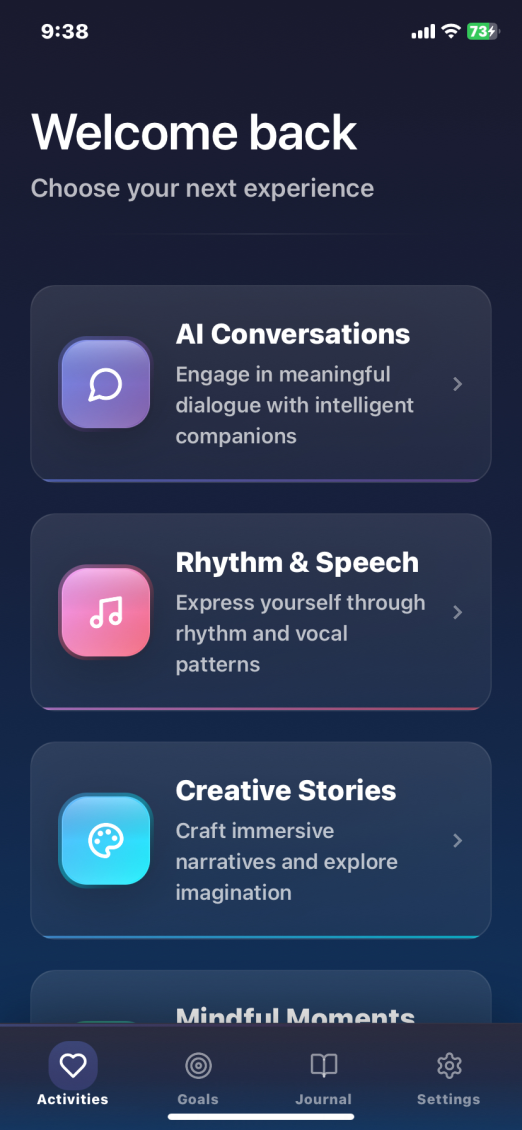 9:38
73
Welcome back
Choose your next experience
AI Conversations
Engage in meaningful
dialogue with intelligent
companions
Rhythm & Speech
Express yourself through
rhythm and vocal
patterns
Creative Stories
Craft immersive
narratives and explore
imagination
Mindful Moments
Activities
Goals
Journal
Settings